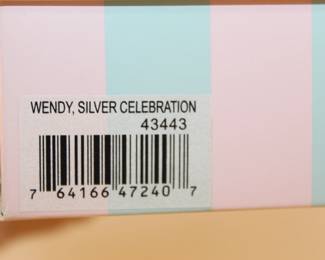 WENDY, SILVER CELEBRATION
43443
7 64166 47240 7